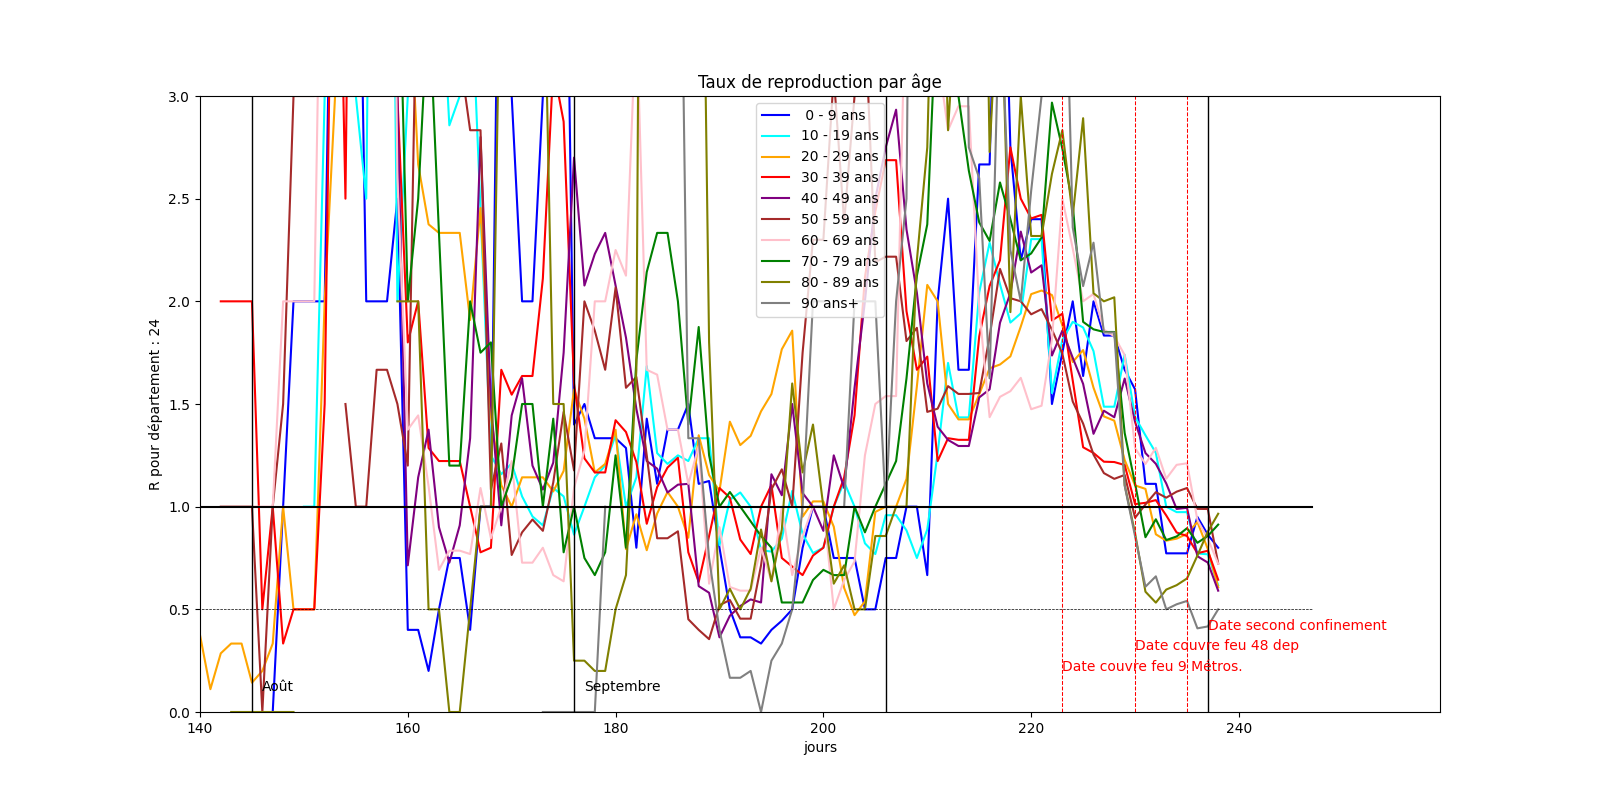 Taux de reproduction par âge
R pour département : 24
3.0
2.5
2.0
1.5
1.0
0.5
0.0
0 - 9 ans
10 - 19 ans
20 - 29 ans
30 - 39 ans
40 - 49 ans
50 - 59 ans
60 - 69 ans
70 - 79 ans
80 - 89 ans
90 ans+
Date second confinement
Date couvre feu 48 dep
Date couvre feu 9 Métros.
Août
Septembre
140
160
180
200
220
240
jours